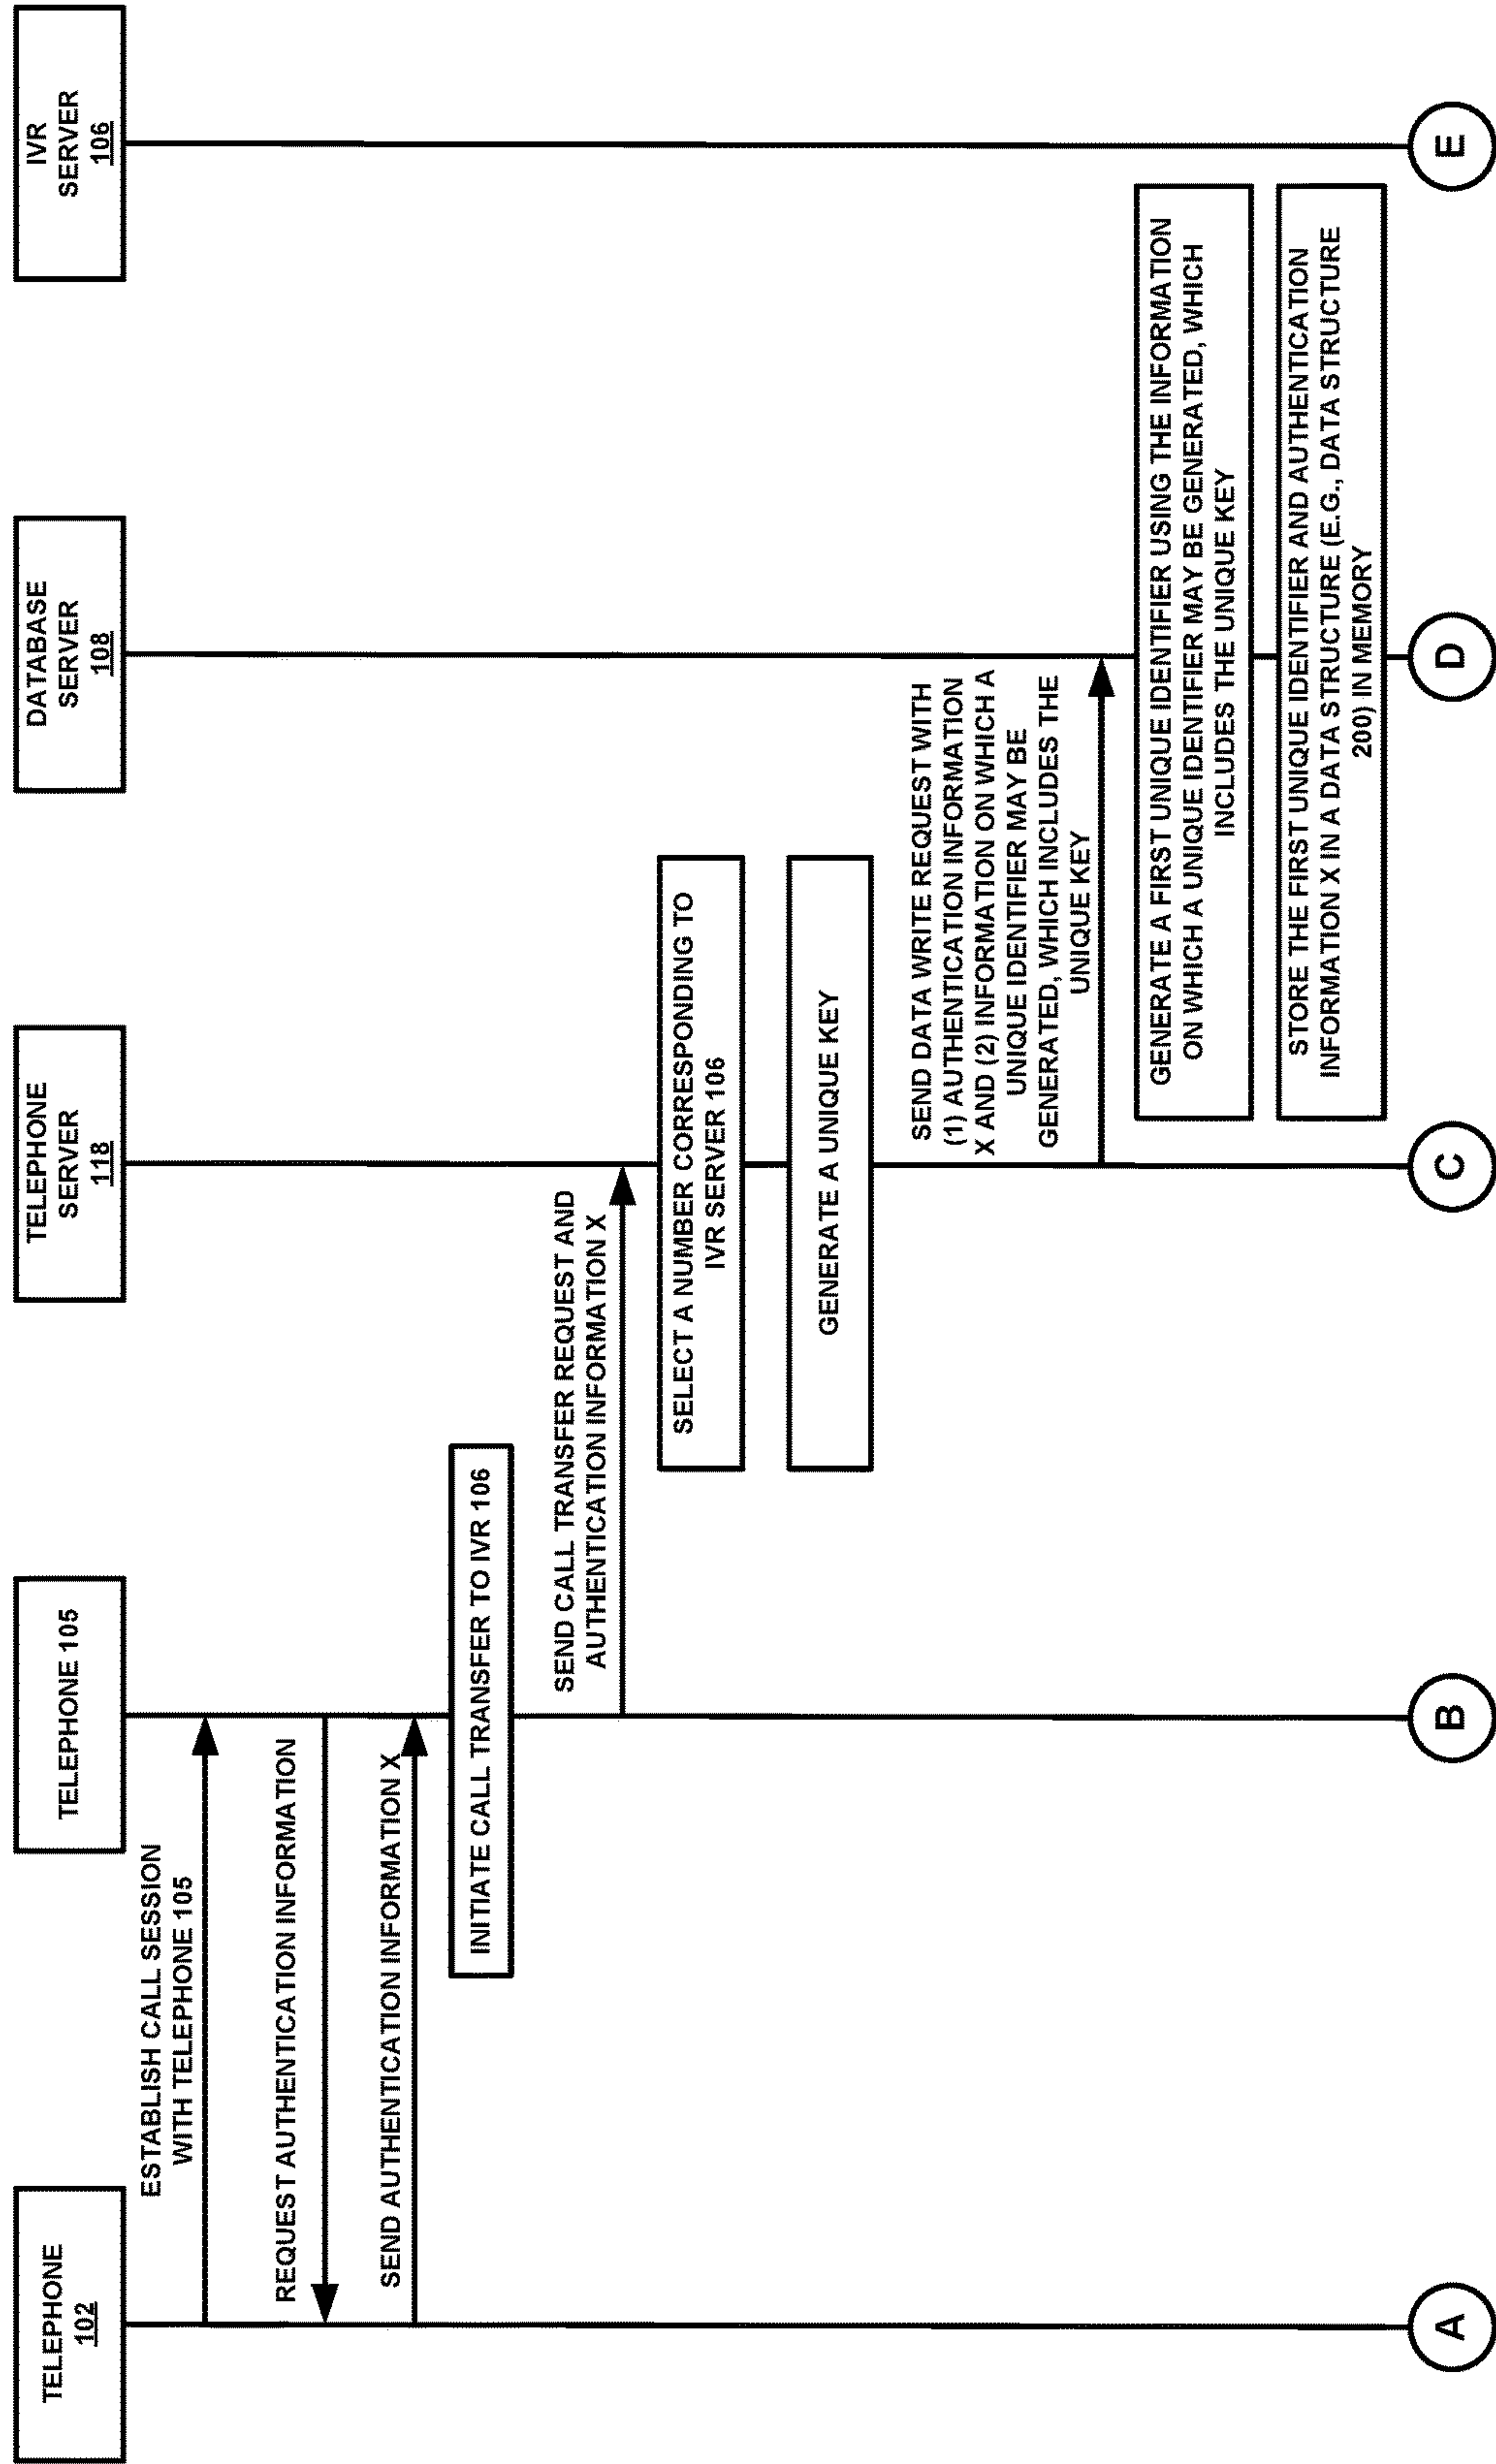 TELEPHONE
102
TELEPHONE 105
TELEPHONE
SERVER
118
DATABASE
SERVER
108
IVR
SERVER
106
ESTABLISH CALL SESSION
WITH TELEPHONE 105
REQUEST AUTHENTICATION INFORMATION
SEND AUTHENTICATION INFORMATION X
INITIATE CALL TRANSFER TO IVR 106
SEND CALL TRANSFER REQUEST AND
AUTHENTICATION INFORMATION X
SELECT A NUMBER CORRESPONDING TO
IVR SERVER 106
GENERATE A UNIQUE KEY
SEND DATA WRITE REQUEST WITH
(1) AUTHENTICATION INFORMATION
X AND (2) INFORMATION ON WHICH A
UNIQUE IDENTIFIER MAY BE
GENERATED, WHICH INCLUDES THE
UNIQUE KEY
GENERATE A FIRST UNIQUE IDENTIFIER USING THE INFORMATION
ON WHICH A UNIQUE IDENTIFIER MAY BE GENERATED, WHICH
INCLUDES THE UNIQUE KEY
STORE THE FIRST UNIQUE IDENTIFIER AND AUTHENTICATION
INFORMATION X IN A DATA STRUCTURE (E.G., DATA STRUCTURE
200) IN MEMORY
A
B
C
D
E